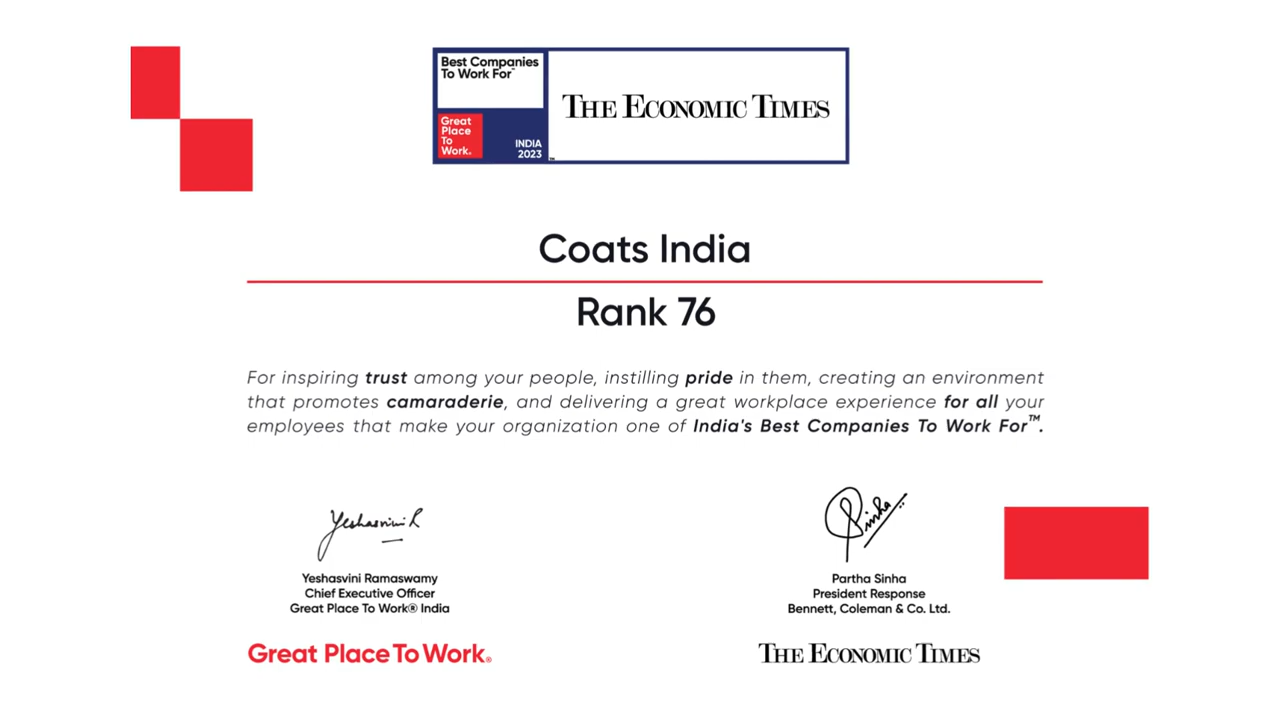 Best Companies
To Work For™
Great
Place
To
Work.
INDIA
2023
™
THE ECONOMIC TIMES
Coats India
Rank 76
For inspiring trust among your people, instilling pride in them, creating an environment
that promotes camaraderie, and delivering a great workplace experience for all your
employees that make your organization one of India's Best Companies To Work For™.
Yeshasvini R
Sinha
Yeshasvini Ramaswamy
Chief Executive Officer
Great Place To Work® India
Partha Sinha
President Response
Bennett, Coleman & Co. Ltd.
Great Place To Work®
THE ECONOMIC TIMES